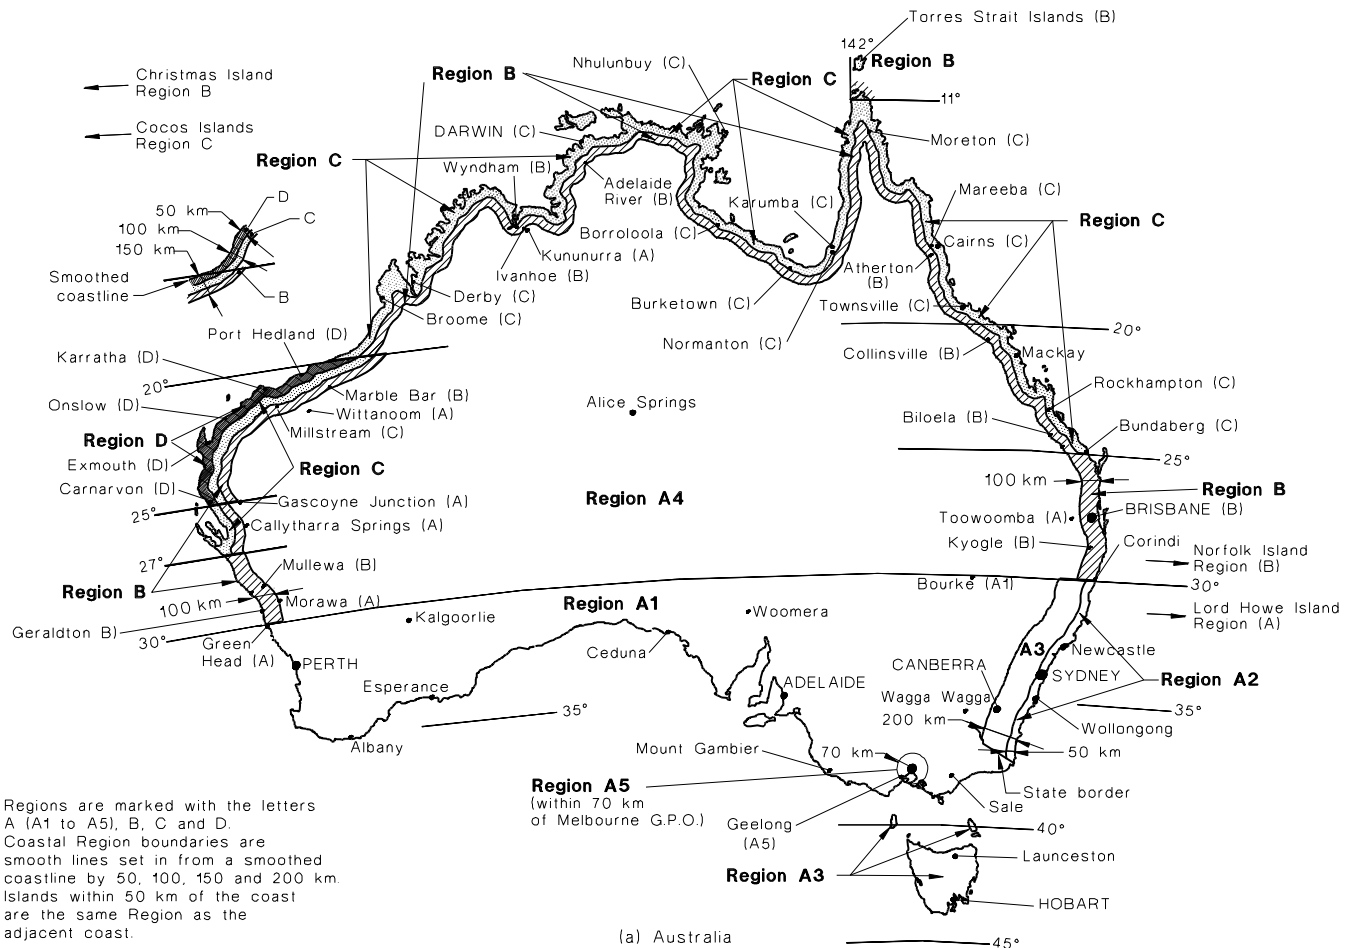 Torres Strait Islands (B)
142°
Region B
Nhulunbuy (C)
Region B
Region C
Christmas Island
Region B
11°
Cocos Islands
Region C
DARWIN (C)
Moreton (C)
Region C
Wyndham (B)
Adelaide
River (B)
Mareeba (C)
Karumba (C)
50 km
D
C
100 km
150 km
Region C
Borroloola (C)
Cairns (C)
Kununurra (A)
Ivanhoe (B)
Atherton
(B)
Smoothed
coastline
B
Derby (C)
Burketown (C)
Townsville (C)
Broome (C)
Port Hedland (D)
20°
Normanton (C)
Collinsville (B)
Mackay
Karratha (D)
20°
Rockhampton (C)
Marble Bar (B)
Onslow (D)
Wittanoom (A)
Alice Springs
Biloela (B)
Bundaberg (C)
Millstream (C)
Region D
Exmouth (D)
Region C
25°
100 km
Carnarvon (D)
Region A4
Region B
Gascoyne Junction (A)
25°
Callytharra Springs (A)
Toowoomba (A)
BRISBANE (B)
Kyogle (B)
Corindi
27°
Mullewa (B)
Norfolk Island
Region (B)
Bourke (A1)
30°
Region B
100 km
Morawa (A)
Region A1
Woomera
Lord Howe Island
Region (A)
Geraldton B)
Kalgoorlie
30°
Green
Head (A)
Ceduna
A3
Newcastle
PERTH
CANBERRA
SYDNEY
Esperance
ADELAIDE
Region A2
Wagga Wagga
35°
35°
200 km
Wollongong
Albany
Mount Gambier
70 km
50 km
Region A5
(within 70 km
of Melbourne G.P.O.)
State border
Sale
Geelong
(A5)
40°
Launceston
Region A3
HOBART
45°
Regions are marked with the letters
A (A1 to A5), B, C and D.
Coastal Region boundaries are
smooth lines set in from a smoothed
coastline by 50, 100, 150 and 200 km.
Islands within 50 km of the coast
are the same Region as the
adjacent coast.
(a) Australia